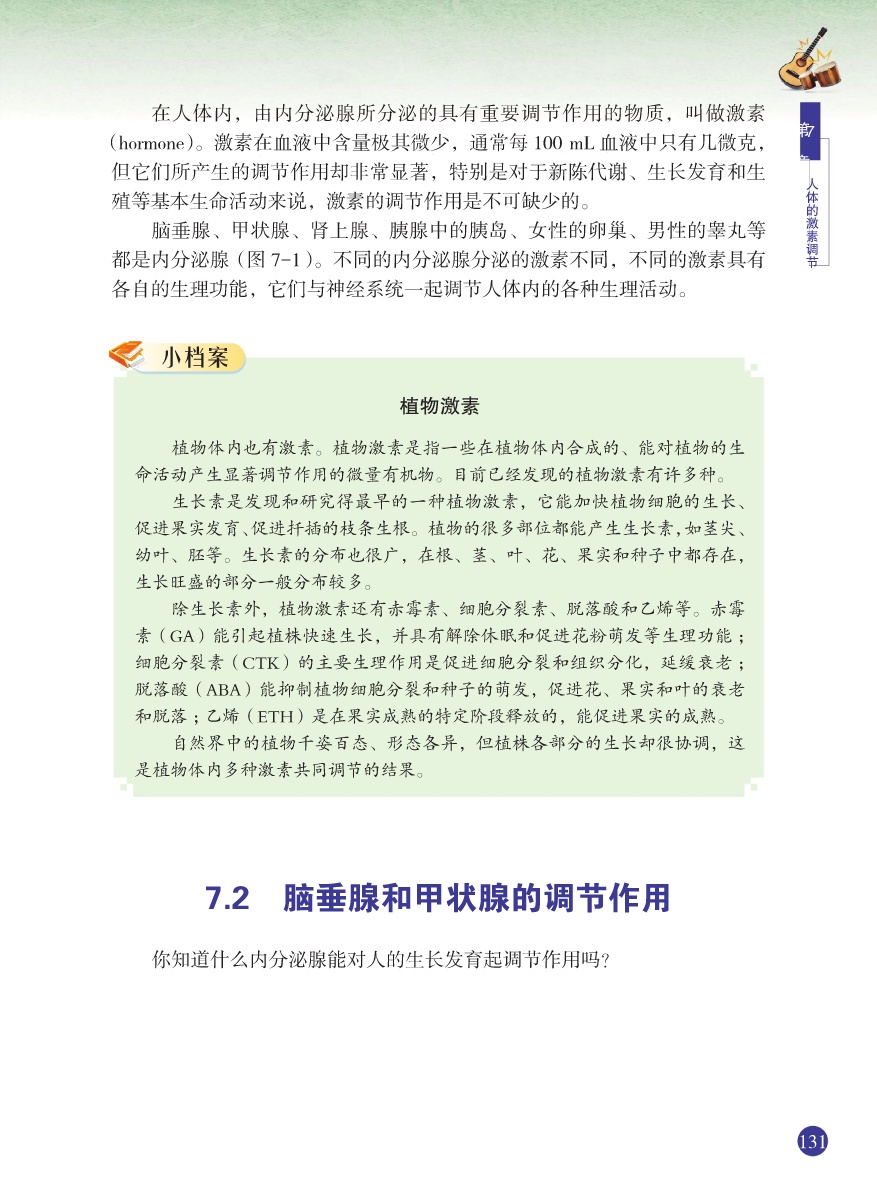 在人体内，由内分泌腺所分泌的具有重要调节作用的物质，叫做激素
（hormone）。激素在血液中含量极其微少，通常每 100 mL 血液中只有几微克，
但它们所产生的调节作用却非常显著，特别是对于新陈代谢、生长发育和生
殖等基本生命活动来说，激素的调节作用是不可缺少的。
脑垂腺、甲状腺、肾上腺、胰腺中的胰岛、女性的卵巢、男性的睾丸等
都是内分泌腺（图 7-1）。不同的内分泌腺分泌的激素不同，不同的激素具有
各自的生理功能，它们与神经系统一起调节人体内的各种生理活动。
第7章
人体的激素调节
小档案
植物激素
植物体内也有激素。植物激素是指一些在植物体内合成的、能对植物的生
命活动产生显著调节作用的微量有机物。目前已经发现的植物激素有许多种。
生长素是发现和研究得最早的一种植物激素，它能加快植物细胞的生长、
促进果实发育、促进扦插的枝条生根。植物的很多部位都能产生生长素，如茎尖、
幼叶、胚等。生长素的分布也很广，在根、茎、叶、花、果实和种子中都存在，
生长旺盛的部分一般分布较多。
除生长素外，植物激素还有赤霉素、细胞分裂素、脱落酸和乙烯等。赤霉
素（GA）能引起植株快速生长，并具有解除休眠和促进花粉萌发等生理功能；
细胞分裂素（CTK）的主要生理作用是促进细胞分裂和组织分化，延缓衰老；
脱落酸（ABA）能抑制植物细胞分裂和种子的萌发，促进花、果实和叶的衰老
和脱落；乙烯（ETH）是在果实成熟的特定阶段释放的，能促进果实的成熟。
自然界中的植物千姿百态、形态各异，但植株各部分的生长却很协调，这
是植物体内多种激素共同调节的结果。
7.2 脑垂腺和甲状腺的调节作用
你知道什么内分泌腺能对人的生长发育起调节作用吗？
131